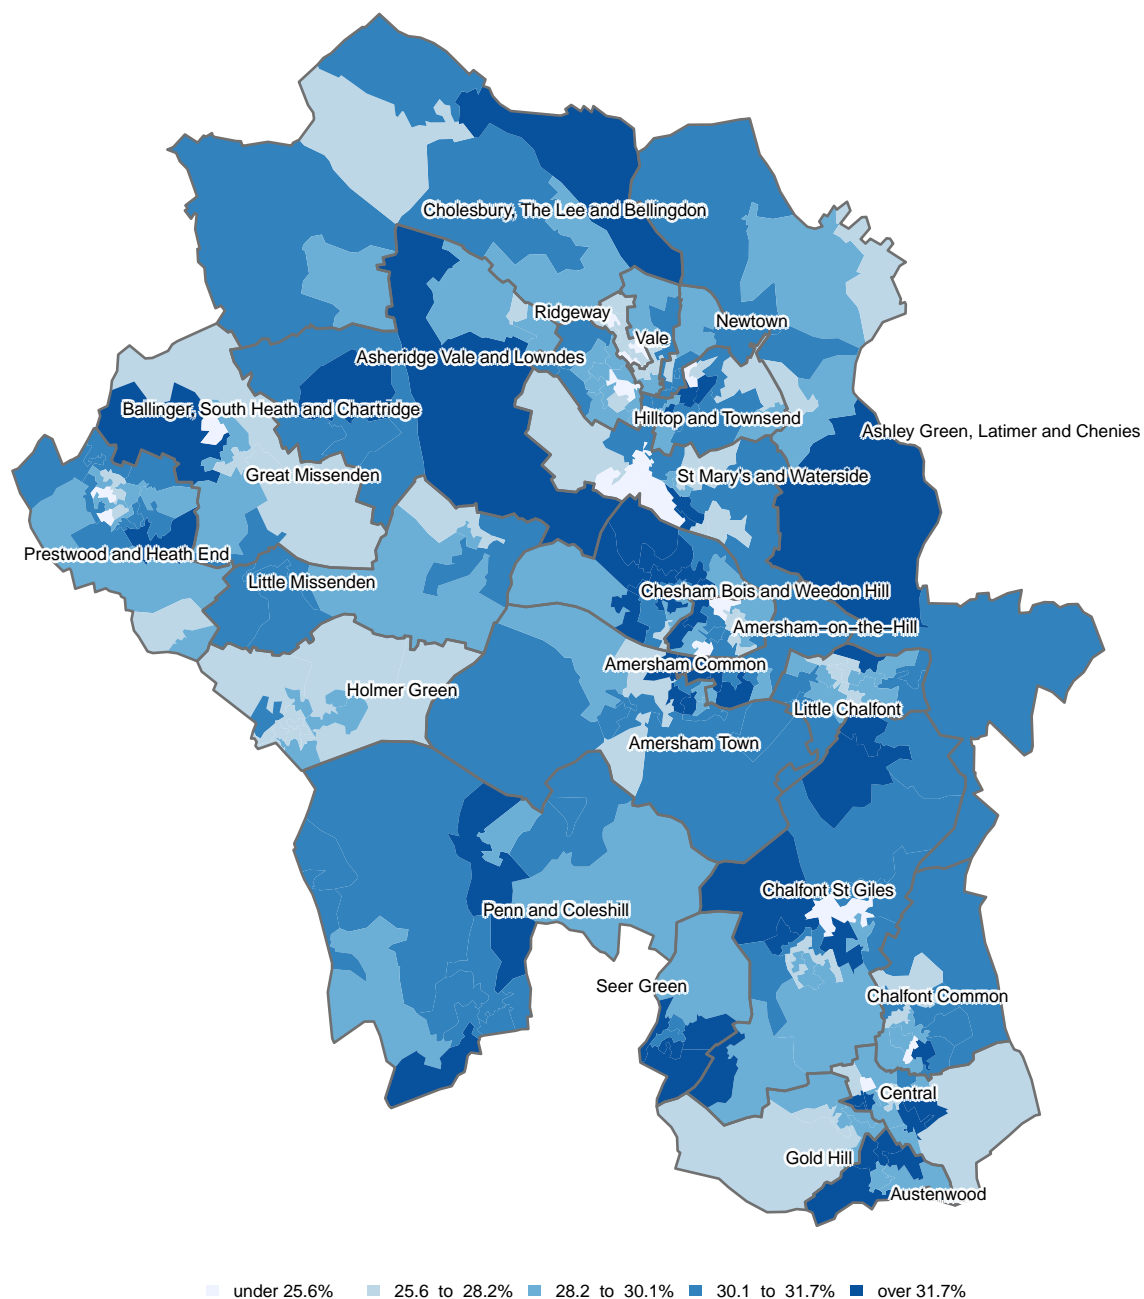 Cholesbury, The Lee and Bellingdon
Ridgeway
Newtown
Vale
Asheridge Vale and Lowndes
Ballinger, South Heath and Chartridge
Hilltop and Townsend
Ashley Green, Latimer and Chenies
Great Missenden
St Mary's and Waterside
Prestwood and Heath End
Little Missenden
Chesham Bois and Weedon Hill
Amersham-on-the-Hill
Amersham Common
Holmer Green
Little Chalfont
Amersham Town
Chalfont St Giles
Penn and Coleshill
Seer Green
Chalfont Common
Central
Gold Hill
Austenwood
under 25.6% 25.6 to 28.2% 28.2 to 30.1% 30.1 to 31.7% over 31.7%